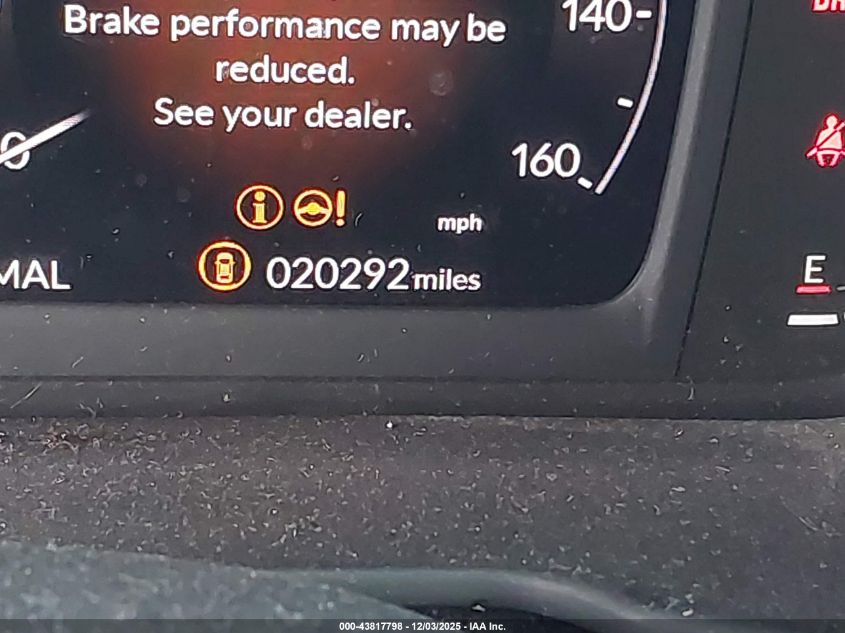 Brake performance may be
reduced.
See your dealer.
140
160
mph
020292 miles
E
000-43817798 - 12/03/2025 - IAA Inc.